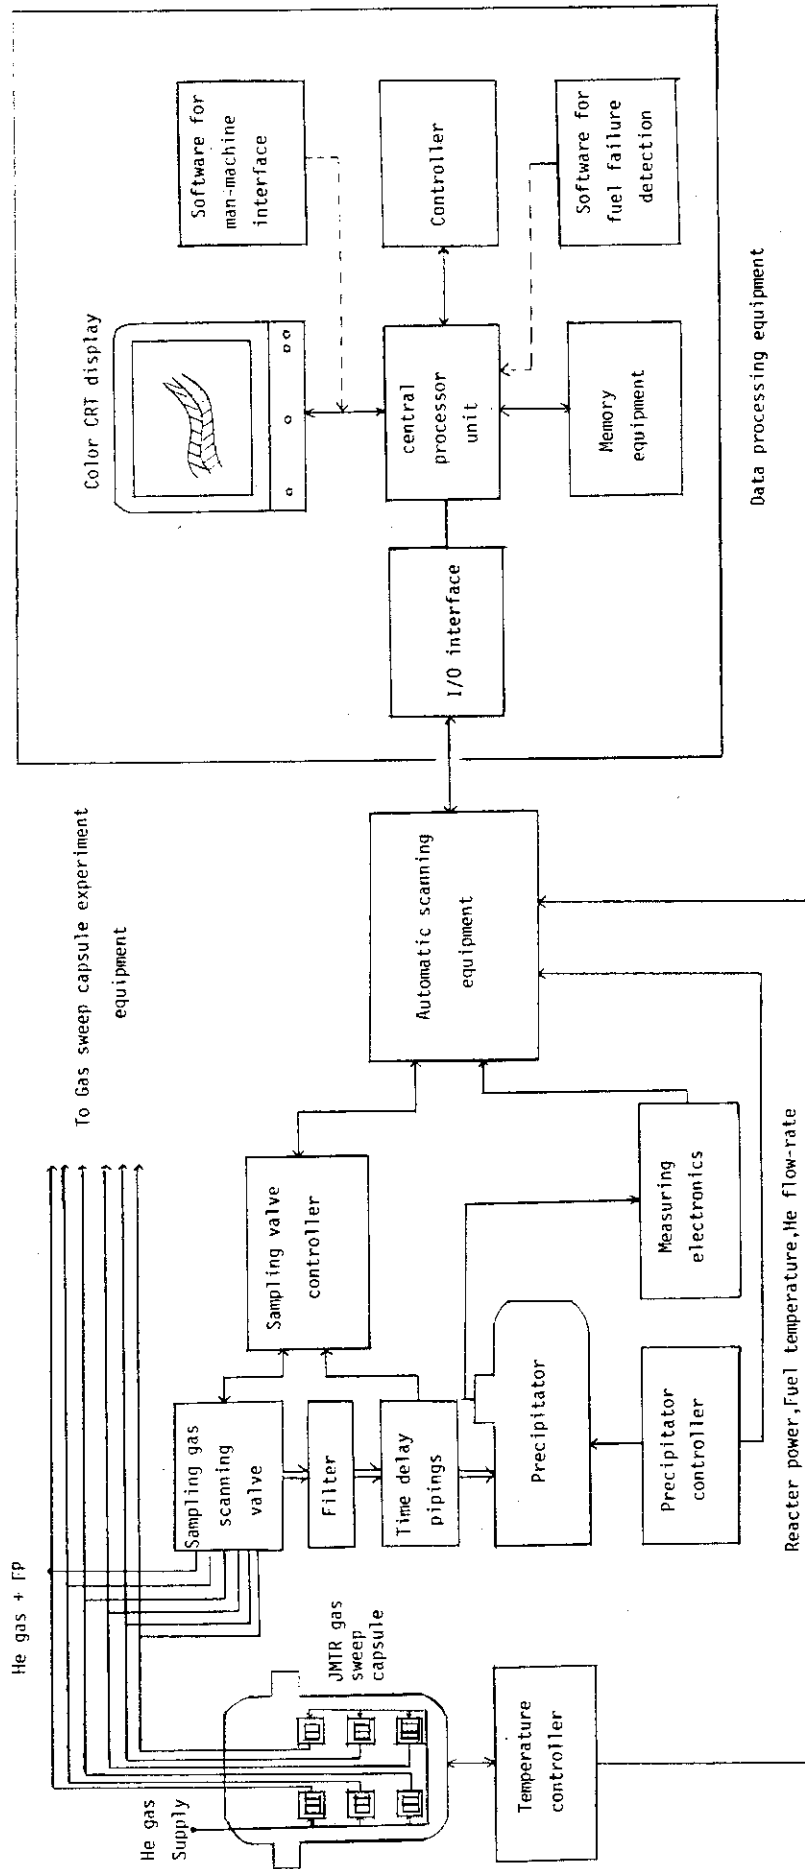 He gas + FP
To Gas sweep capsule experiment
equipment
He gas
Supply
JMTR gas
sweep
capsule
Temperature
controller
Sampling gas
scanning
valve
Filter
Time delay
pipings
Precipitator
Precipitator
controller
Sampling valve
controller
Measuring
electronics
Automatic scanning
equipment
Reacter power,Fuel temperature,He flow-rate
I/O interface
Color CRT display
central
processor
unit
Memory
equipment
Software for
man-machine
interface
Controller
Software for
fuel failure
detection
Data processing equipment